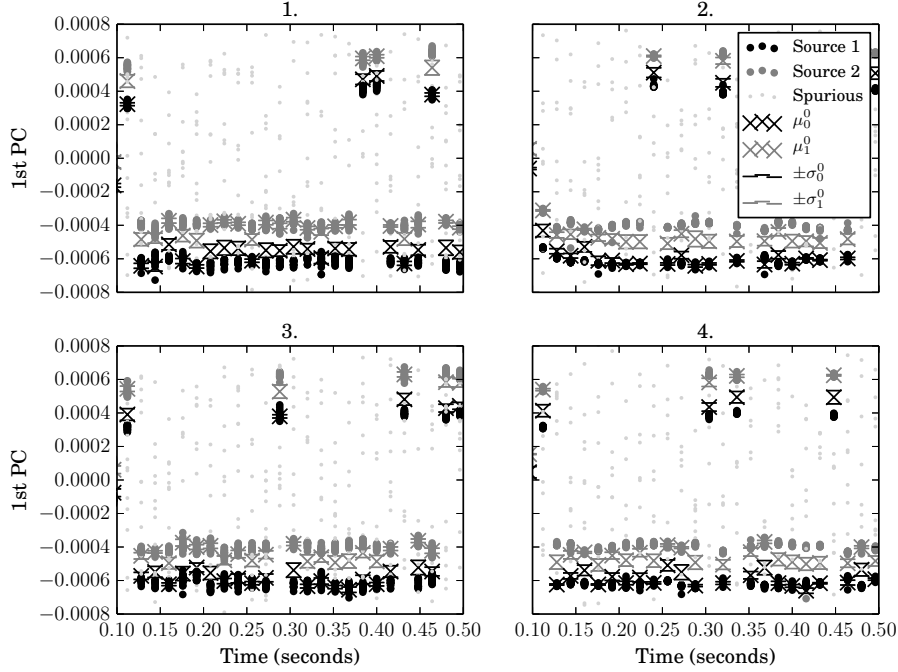 1.
2.
1st PC
0.0008
0.0006
0.0004
0.0002
0.0000
−0.0002
−0.0004
−0.0006
−0.0008
Source 1
Source 2
Spurious
μ₀⁰
μ₁⁰
±σ₀⁰
±σ₁⁰
3.
4.
1st PC
0.0008
0.0006
0.0004
0.0002
0.0000
−0.0002
−0.0004
−0.0006
−0.0008
0.10 0.15 0.20 0.25 0.30 0.35 0.40 0.45 0.50
0.10 0.15 0.20 0.25 0.30 0.35 0.40 0.45 0.50
Time (seconds)
Time (seconds)